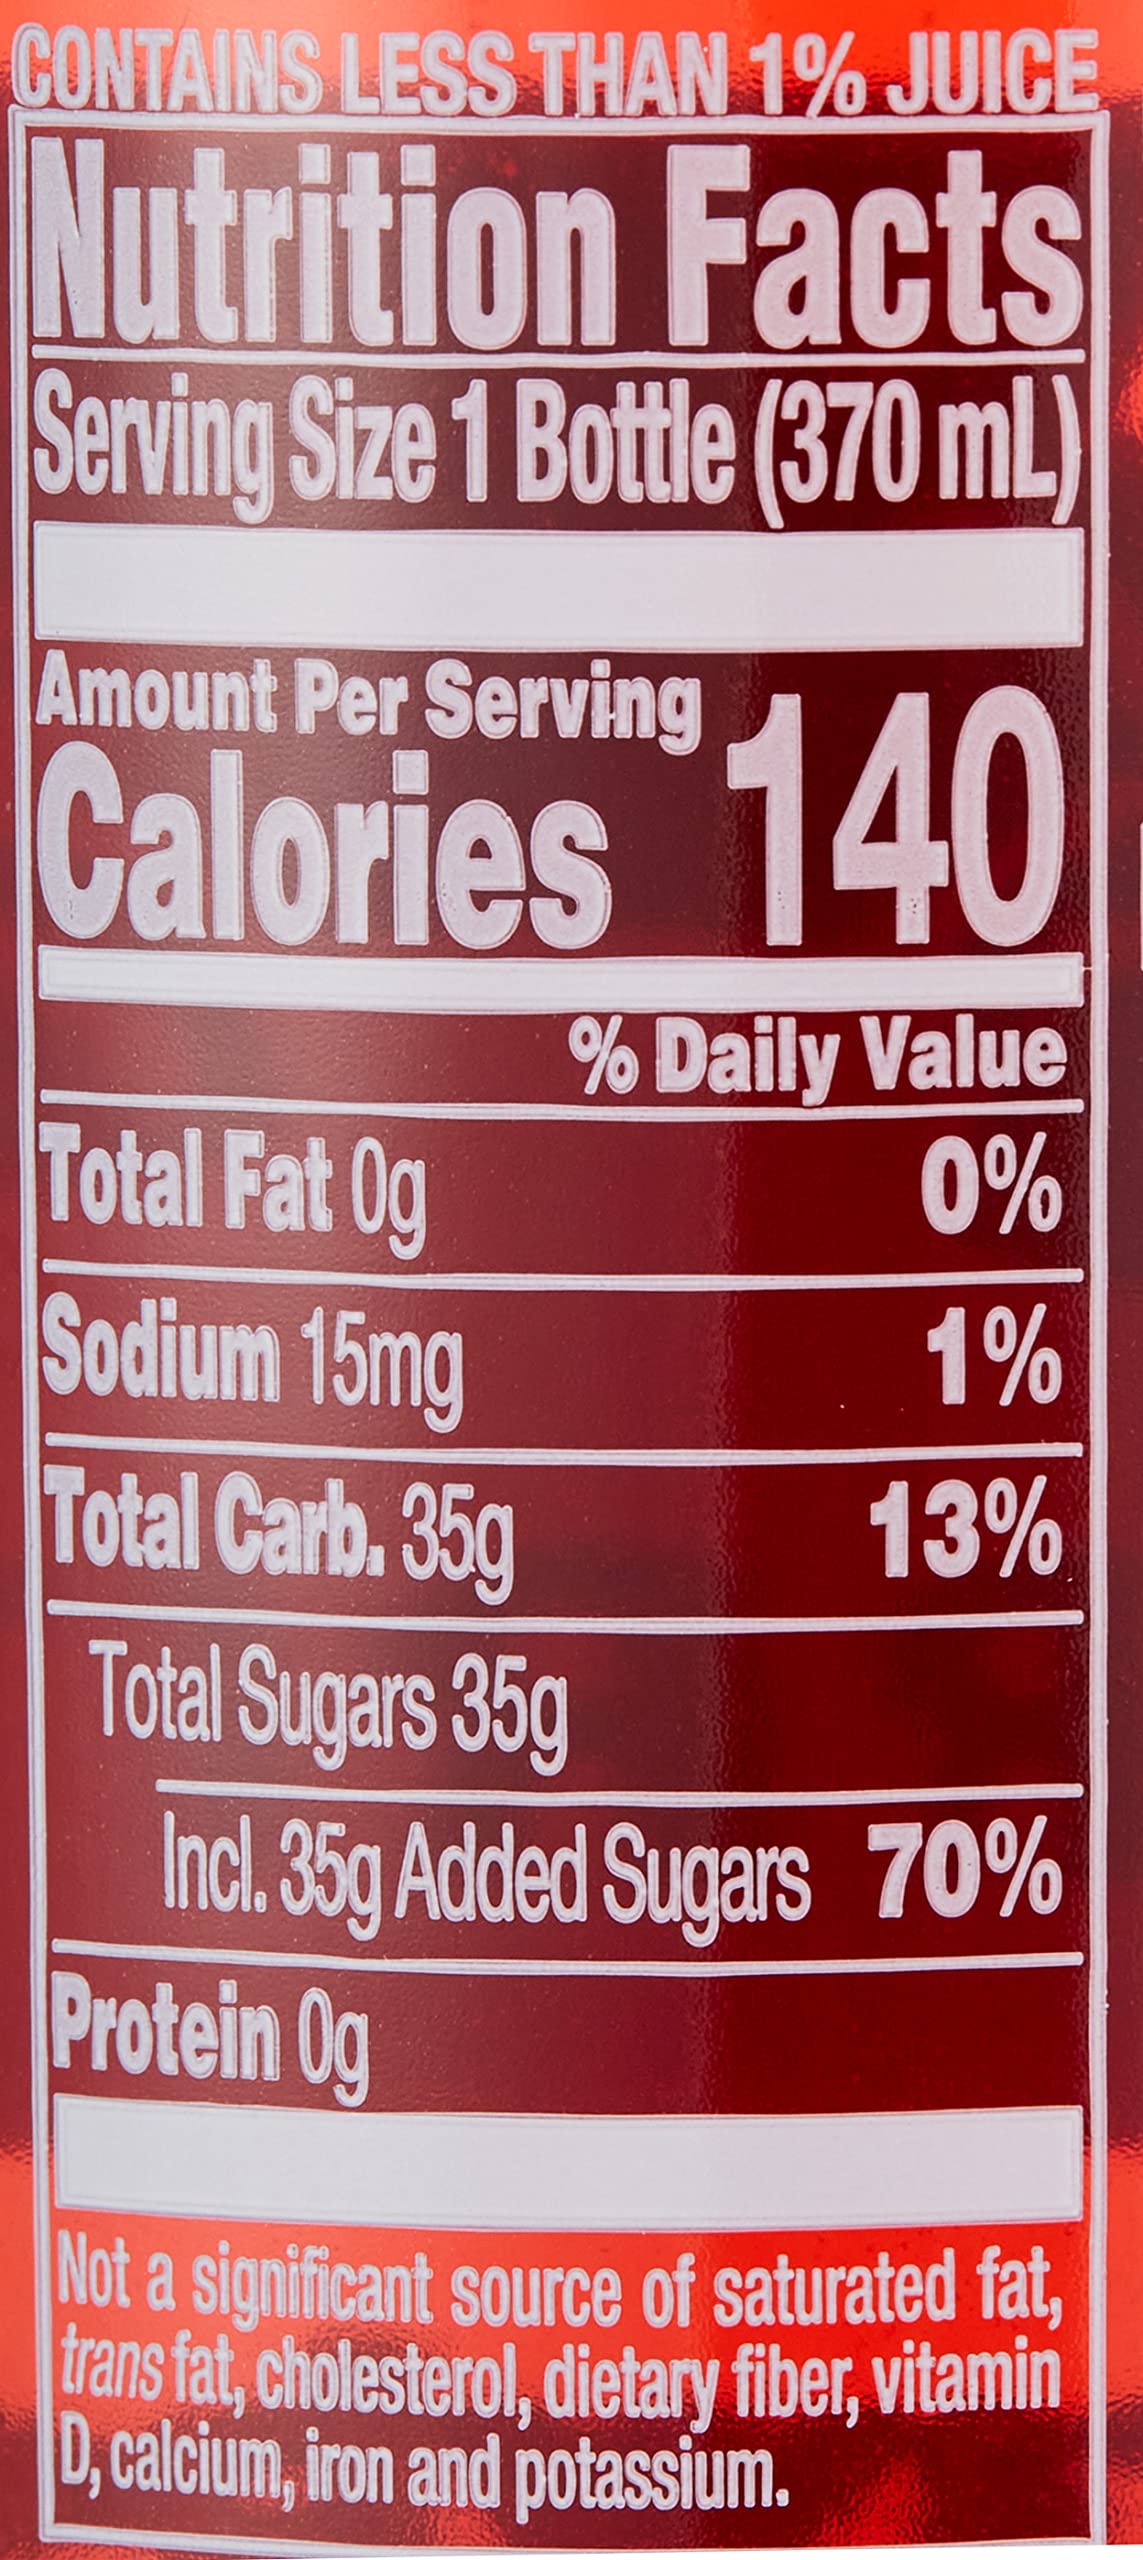 CONTAINS LESS THAN 1% JUICE
Nutrition Facts
Serving Size 1 Bottle (370 mL)
Amount Per Serving
Calories 140
% Daily Value
Total Fat 0g 0%
Sodium 15mg 1%
Total Carb. 35g 13%
Total Sugars 35g
Incl. 35g Added Sugars 70%
Protein 0g
Not a significant source of saturated fat,
trans fat, cholesterol, dietary fiber, vitamin
D, calcium, iron and potassium.